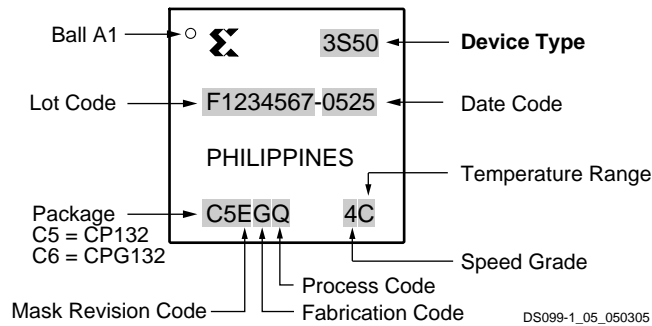 Ball A1
3S50
Device Type
Lot Code
F1234567-0525
Date Code
PHILIPPINES
Temperature Range
Package
C5 = CP132
C6 = CPG132
C5EGQ
4C
Speed Grade
Process Code
Mask Revision Code
Fabrication Code
DS099-1_05_050305